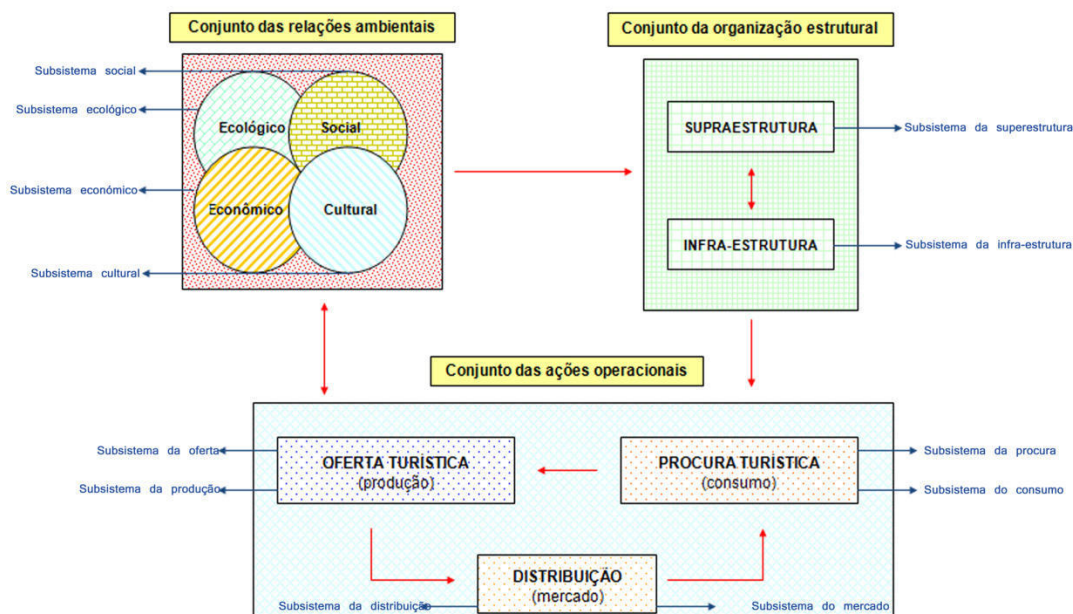 Conjunto das relações ambientais
Conjunto da organização estrutural
Subsistema social
Subsistema ecológico
Ecológico
Social
Subsistema económico
Econômico
Cultural
Subsistema cultural
SUPRAESTRUTURA
Subsistema da superestrutura
INFRA-ESTRUTURA
Subsistema da infra-estrutura
Conjunto das ações operacionais
Subsistema da oferta
Subsistema da produção
OFERTA TURÍSTICA
(produção)
PROCURA TURÍSTICA
(consumo)
Subsistema da procura
Subsistema do consumo
DISTRIBUIÇÃO
(mercado)
Subsistema da distribuição
Subsistema do mercado